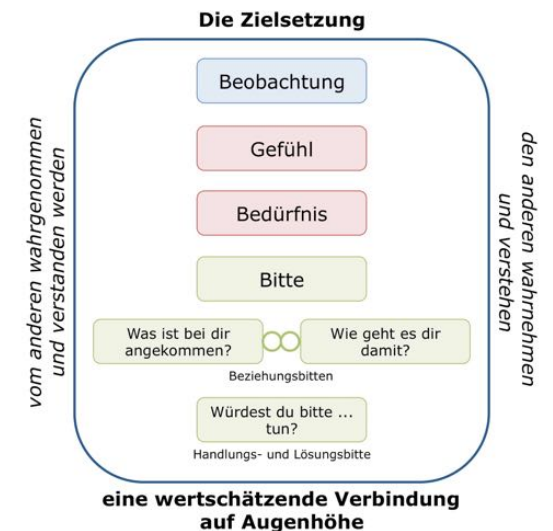 Die Zielsetzung
vom anderen wahrgenommen
und verstanden werden
Beobachtung
Gefühl
Bedürfnis
Bitte
Was ist bei dir
angekommen?
Wie geht es dir
damit?
Beziehungsbitten
Würdest du bitte ...
tun?
Handlungs- und Lösungsbitte
den anderen wahrnehmen
und verstehen
eine wertschätzende Verbindung
auf Augenhöhe